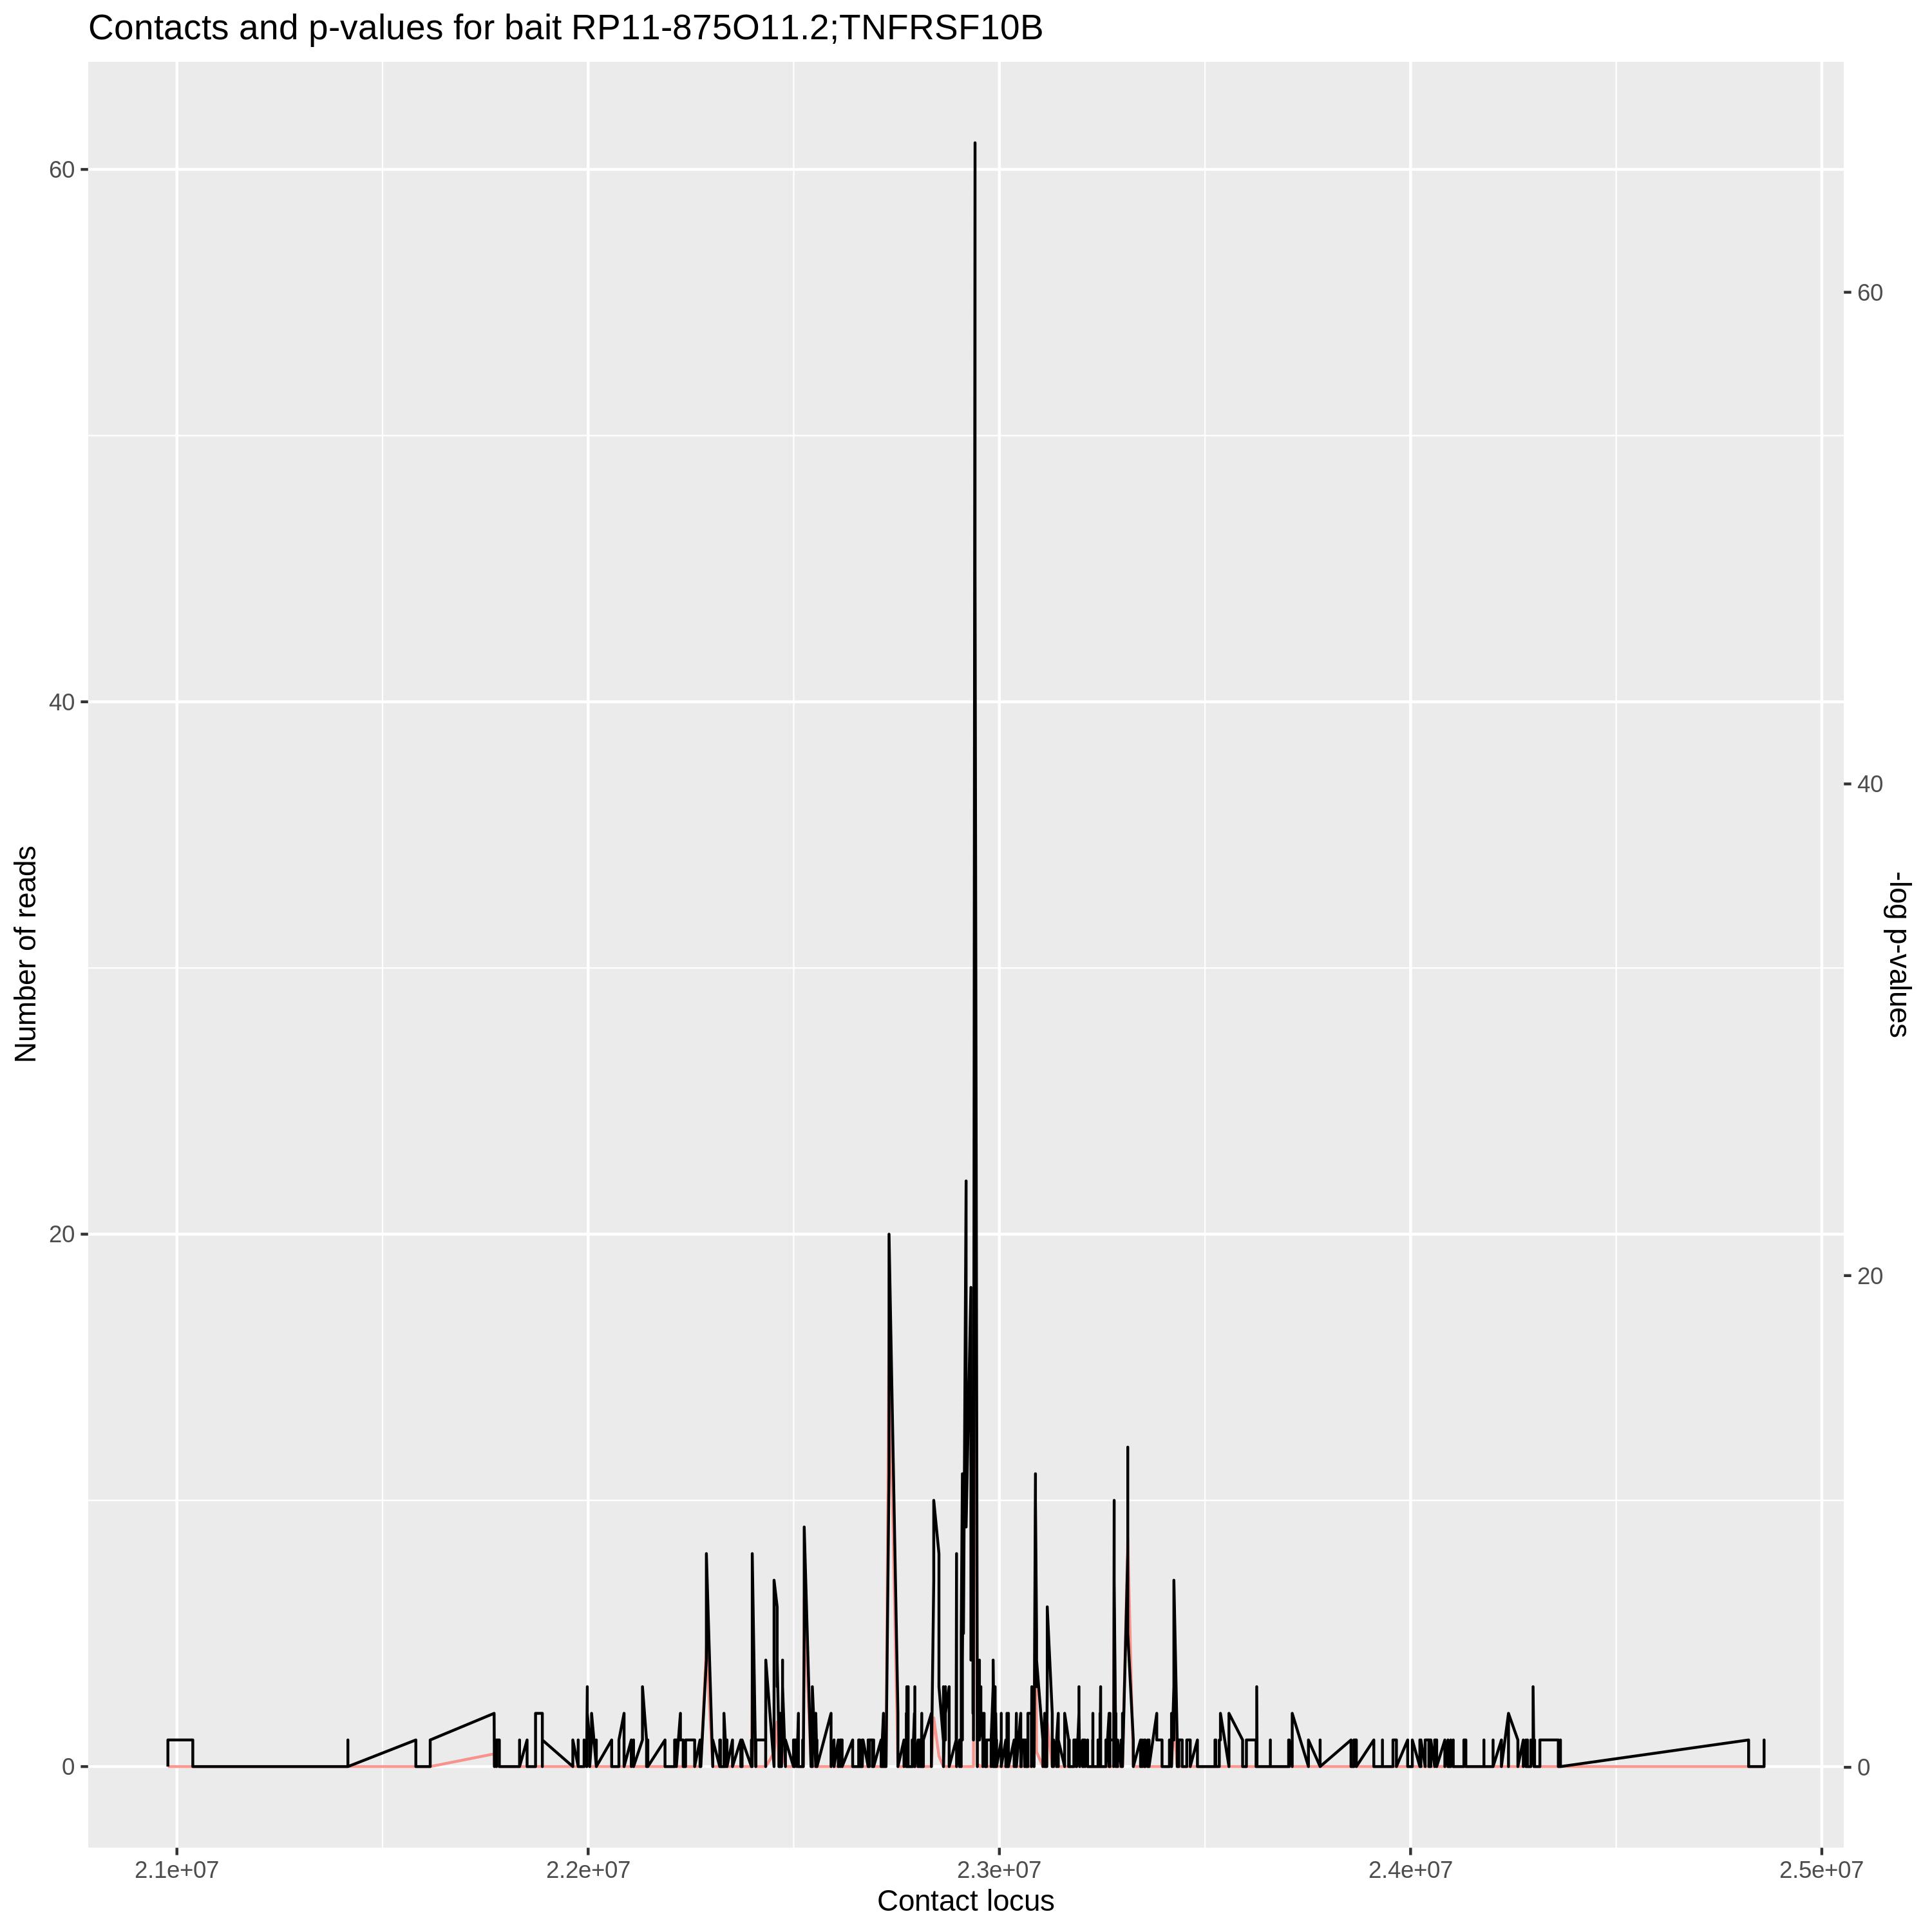 Contacts and p-values for bait RP11-875O11.2;TNFRSF10B
60
40
20
0
Number of reads
60
40
20
0
-log p-values
2.1e+07 2.2e+07 2.3e+07 2.4e+07 2.5e+07
Contact locus